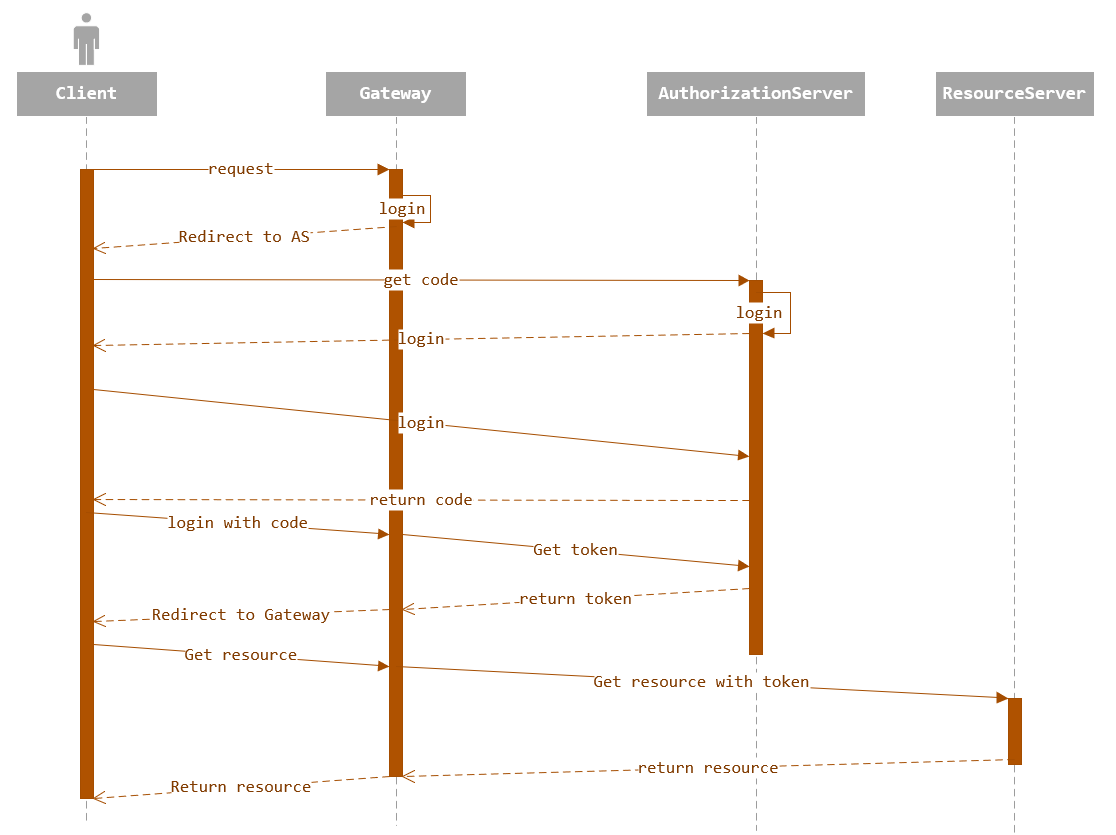 Client
Gateway
AuthorizationServer
ResourceServer
request
login
Redirect to AS
get code
login
login
login
return code
login with code
Get token
return token
Redirect to Gateway
Get resource
Get resource with token
return resource
Return resource